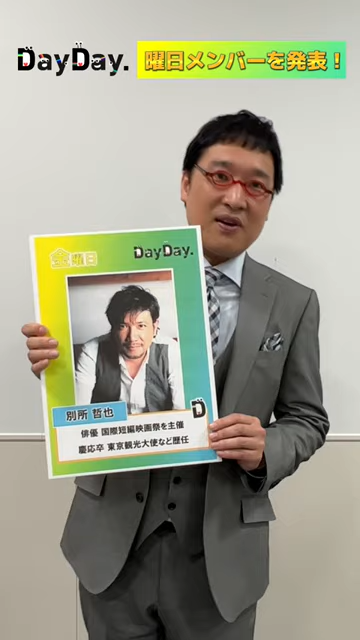 DayDay. 曜日メンバーを発表！
金曜日 DayDay.
別所 哲也
D
俳優 国際短編映画祭を主催
慶応卒 東京観光大使など歴任